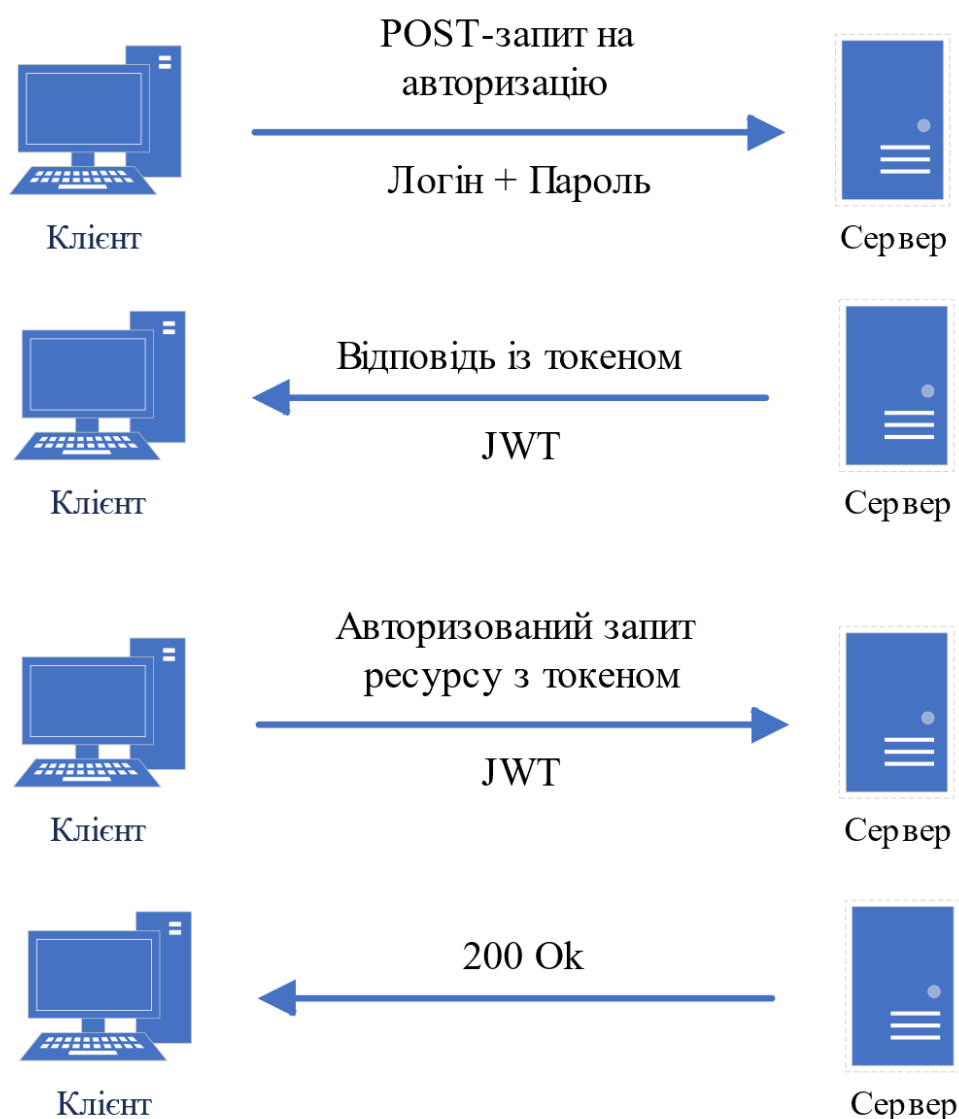 POST-запит на
авторизацію
Логін + Пароль
Клієнт
Сервер
Відповідь із токеном
JWT
Клієнт
Сервер
Авторизований запит
ресурсу з токеном
JWT
Клієнт
Сервер
200 Ok
Клієнт
Сервер